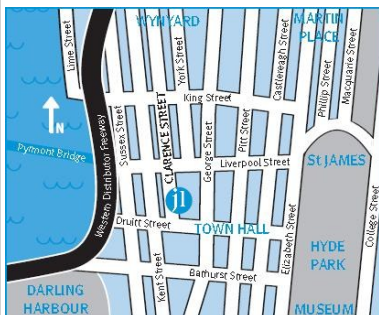 WYNYARD
MARTIN
PLACE
Lime Street
York Street
Castlereagh Street
Phillip Street
Macquarie Street
King Street
N
Sussex Street
CLARENCE STREET
George Street
Pitt Street
Western Distributor Freeway
Pymont Bridge
Liverpool Street
St JAMES
jl
Druitt Street
TOWN HALL
Elizabeth Street
College Street
HYDE
PARK
Kent Street
Bathurst Street
DARLING
HARBOUR
MUSEUM